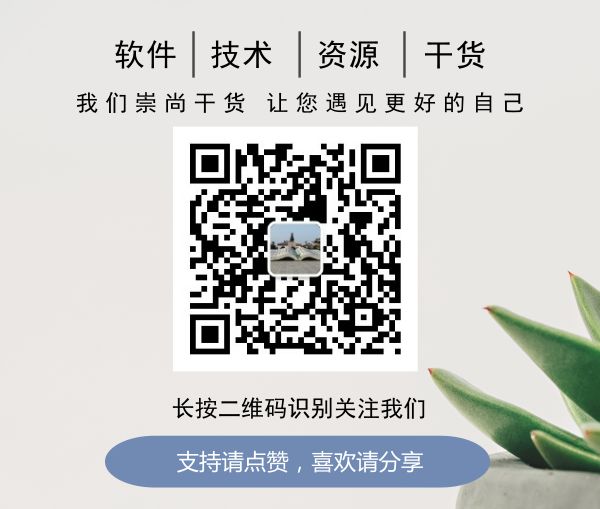 软件 | 技术 | 资源 | 干货
我们崇尚干货 让您遇见更好的自己
长按二维码识别关注我们
支持请点赞，喜欢请分享